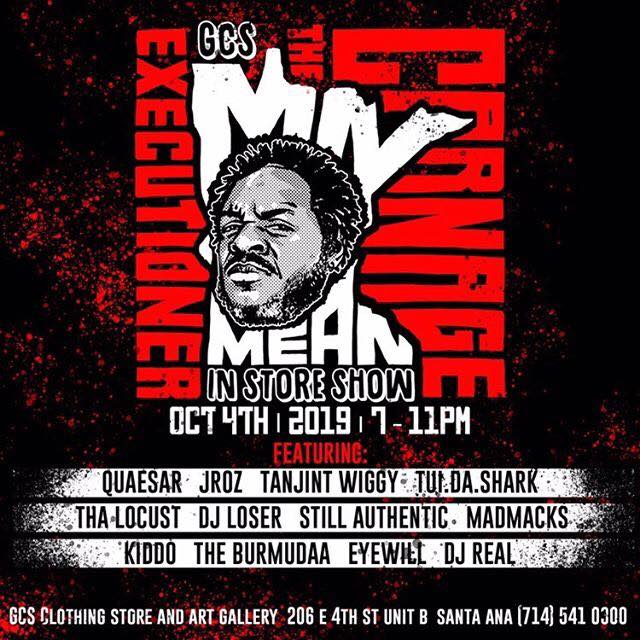 GCS
CARNAGE
THE
EXECUTIONER
MN
MEAN
IN STORE SHOW
OCT 4TH | 2019 | 7 - 11PM
FEATURING:
QUAESAR JROZ TANJINT WIGGY TUI DA.SHARK
THA LOCUST DJ LOSER STILL AUTHENTIC MADMACKS
KIDDO THE BURMUDAA EYEWILL DJ REAL
GCS CLOTHING STORE AND ART GALLERY 206 E 4TH ST UNIT B SANTA ANA (714) 541 0300